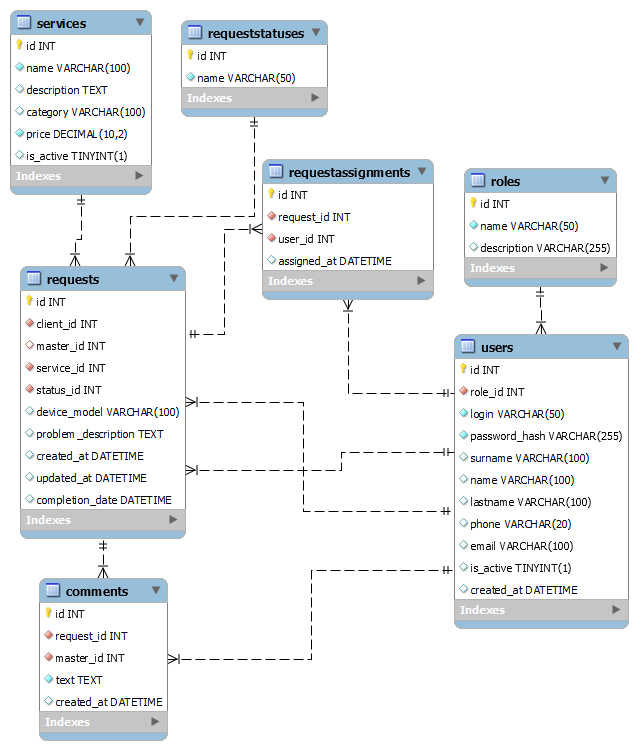 services
id INT
name VARCHAR(100)
description TEXT
category VARCHAR(100)
price DECIMAL(10,2)
is_active TINYINT(1)
Indexes
requeststatuses
id INT
name VARCHAR(50)
Indexes
requestassignments
id INT
request_id INT
user_id INT
assigned_at DATETIME
Indexes
roles
id INT
name VARCHAR(50)
description VARCHAR(255)
Indexes
requests
id INT
client_id INT
master_id INT
service_id INT
status_id INT
device_model VARCHAR(100)
problem_description TEXT
created_at DATETIME
updated_at DATETIME
completion_date DATETIME
Indexes
users
id INT
role_id INT
login VARCHAR(50)
password_hash VARCHAR(255)
surname VARCHAR(100)
name VARCHAR(100)
lastname VARCHAR(100)
phone VARCHAR(20)
email VARCHAR(100)
is_active TINYINT(1)
created_at DATETIME
Indexes
comments
id INT
request_id INT
master_id INT
text TEXT
created_at DATETIME
Indexes